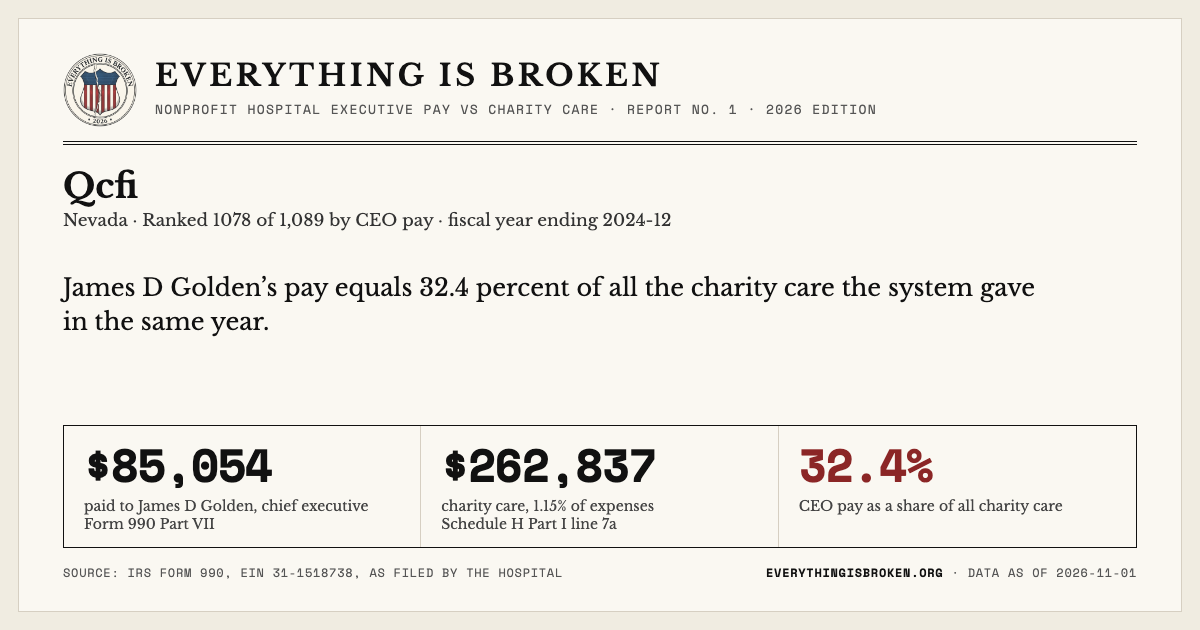 EVERYTHING IS BROKEN
2026
EVERYTHING IS BROKEN
NONPROFIT HOSPITAL EXECUTIVE PAY VS CHARITY CARE · REPORT NO. 1 · 2026 EDITION
Qcfi
Nevada · Ranked 1078 of 1,089 by CEO pay · fiscal year ending 2024-12
James D Golden’s pay equals 32.4 percent of all the charity care the system gave
in the same year.
$85,054
paid to James D Golden, chief executive
Form 990 Part VII
$262,837
charity care, 1.15% of expenses
Schedule H Part I line 7a
32.4%
CEO pay as a share of all charity care
SOURCE: IRS FORM 990, EIN 31-1518738, AS FILED BY THE HOSPITAL
EVERYTHINGISBROKEN.ORG · DATA AS OF 2026-11-01